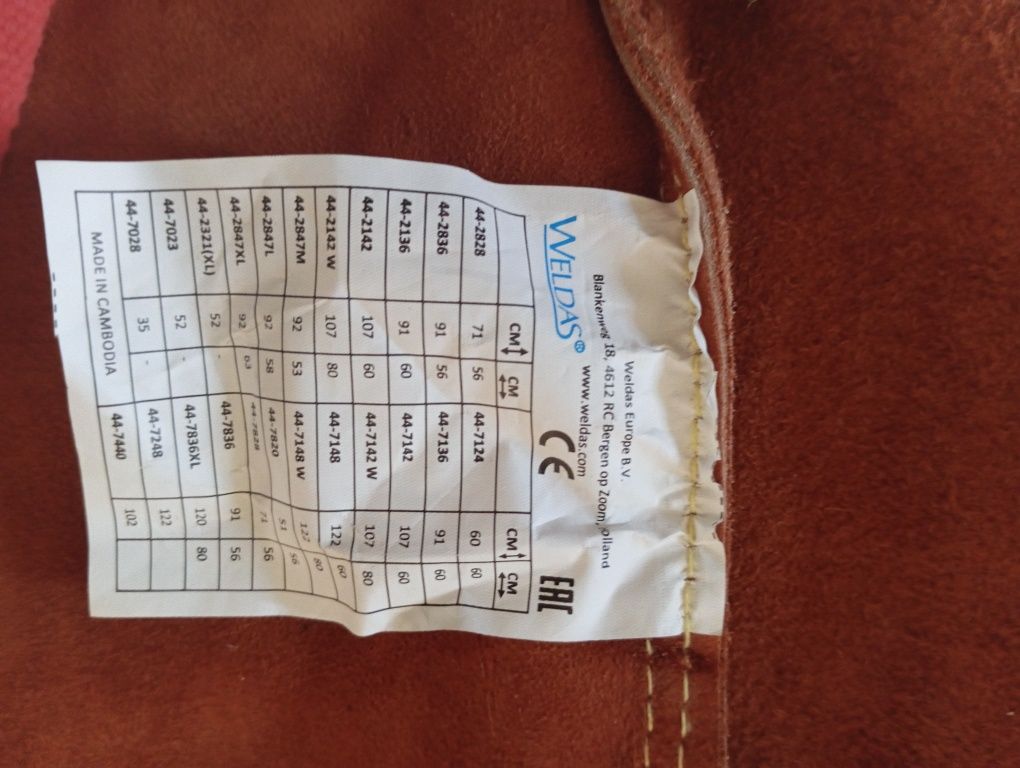 Weldas Europe B.V.
Blankenweg 18, 4612 RC Bergen op Zoom, olland
WELDAS® www.weldas.com CE EAC
CM↕ CM↔ CM↕ CM↔
44-2828 71 56 44-7124 60 60
44-2836 91 56 44-7136 91 60
44-2136 91 60 44-7142 107 60
44-2142 107 60 44-7142 W 107 80
44-2142 W 107 80 44-7148 122 60
44-2847M 92 53 44-7148 W 122 80
44-2847L 92 58 44-7820 51 56
44-2847XL 92 63 44-7828 71 56
44-2321(XL) 52 - 44-7836 91 56
44-7023 52 - 44-7836XL 120 80
44-7028 35 - 44-7248 122
MADE IN CAMBODIA 44-7440 102